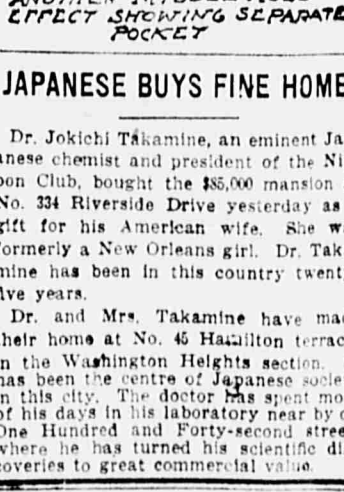 EFFECT SHOWING SEPARATE
POCKET
JAPANESE BUYS FINE HOME
Dr. Jokichi Takamine, an eminent Ja
anese chemist and president of the Ni
pon Club, bought the $85,000 mansion
No. 334 Riverside Drive yesterday as
gift for his American wife. She w
formerly a New Orleans girl. Dr. Tak
mine has been in this country twent
five years.
Dr. and Mrs. Takamine have mad
their home at No. 45 Hamilton terrac
in the Washington Heights section.
has been the centre of Japanese socie
in this city. The doctor has spent mo
of his days in his laboratory near by o
One Hundred and Forty-second stree
where he has turned his scientific di
coveries to great commercial value.